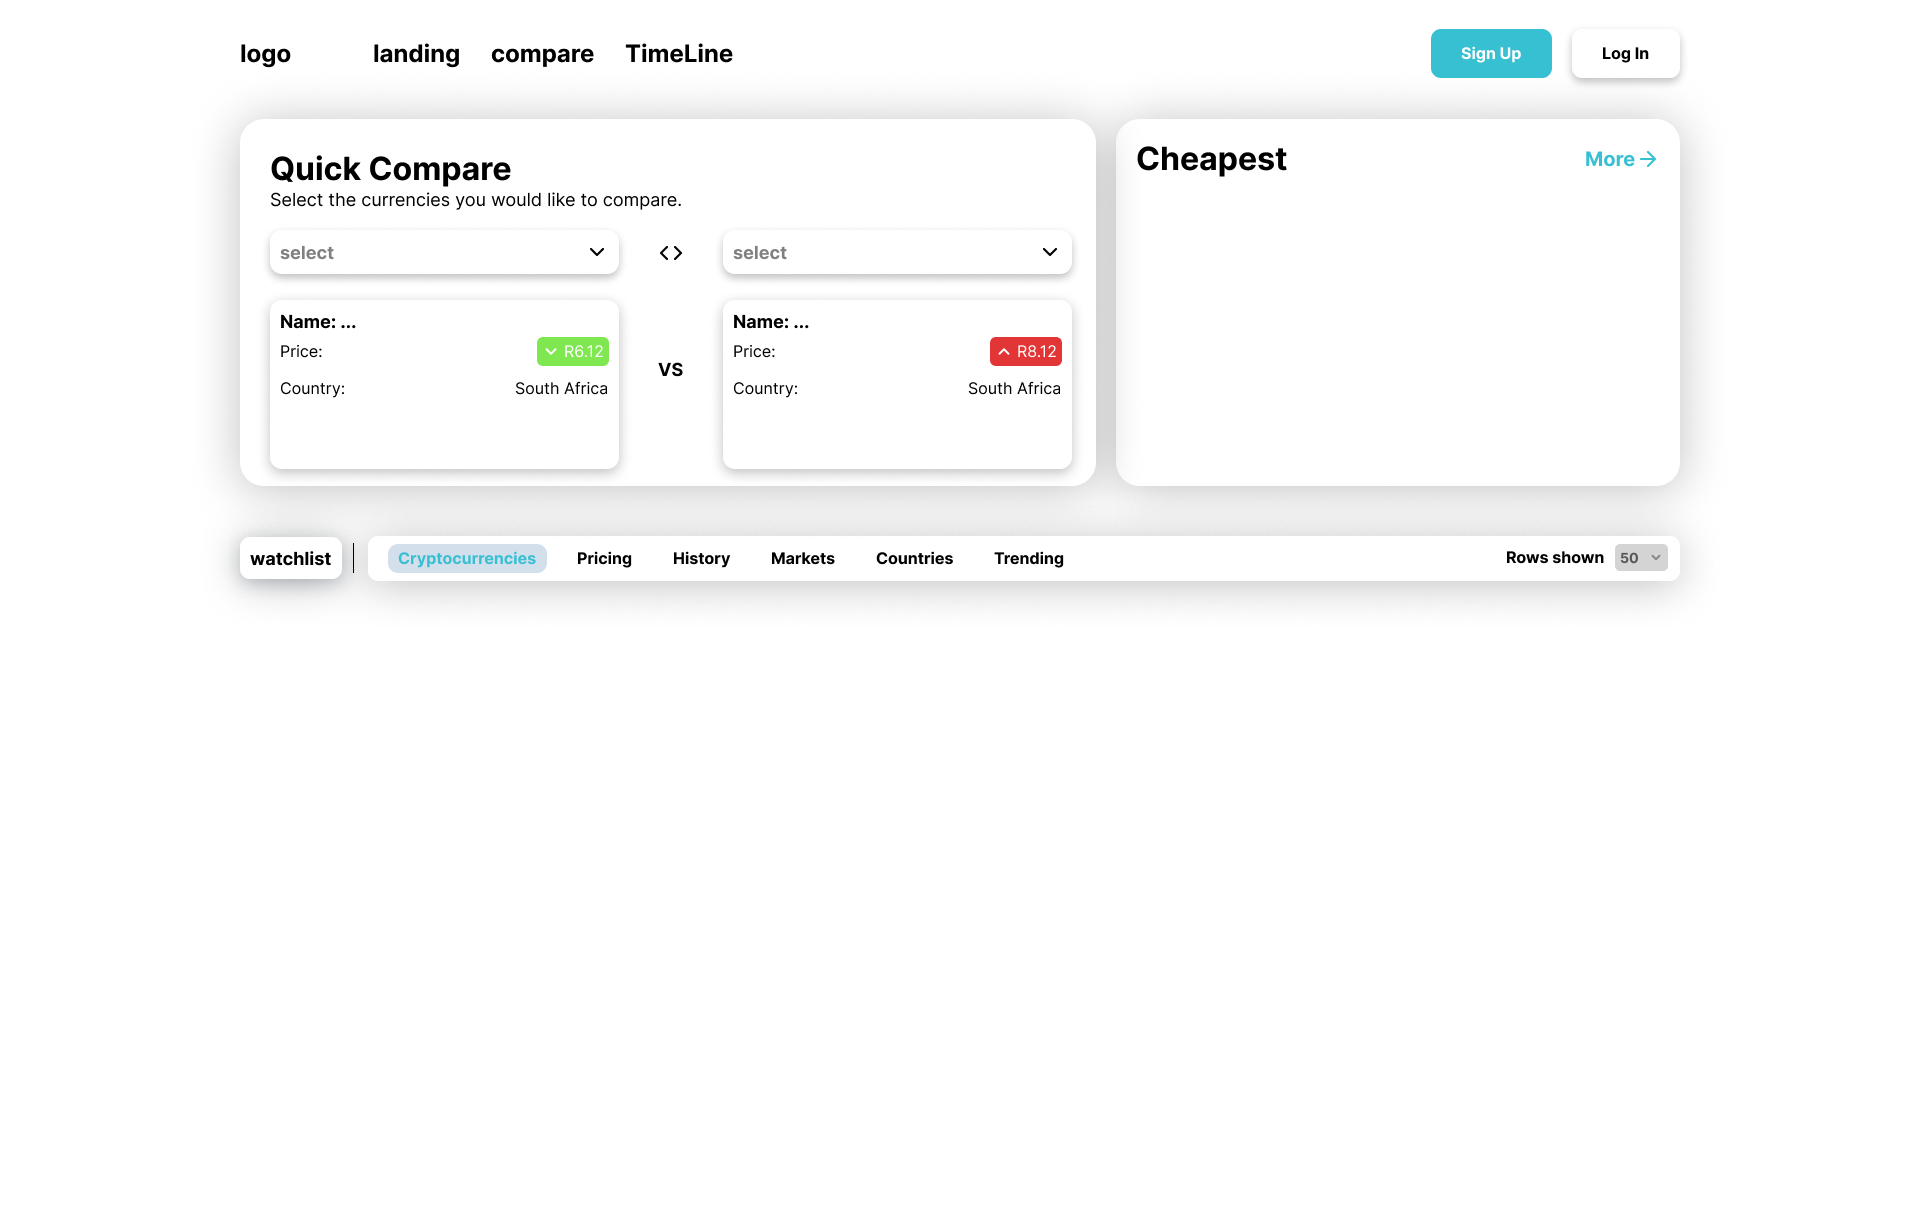 logo landing compare TimeLine Sign Up Log In
Quick Compare
Select the currencies you would like to compare.
select <> select
Name: ...
Price: R6.12
Country: South Africa
VS
Name: ...
Price: R8.12
Country: South Africa
Cheapest More
watchlist Cryptocurrencies Pricing History Markets Countries Trending Rows shown 50